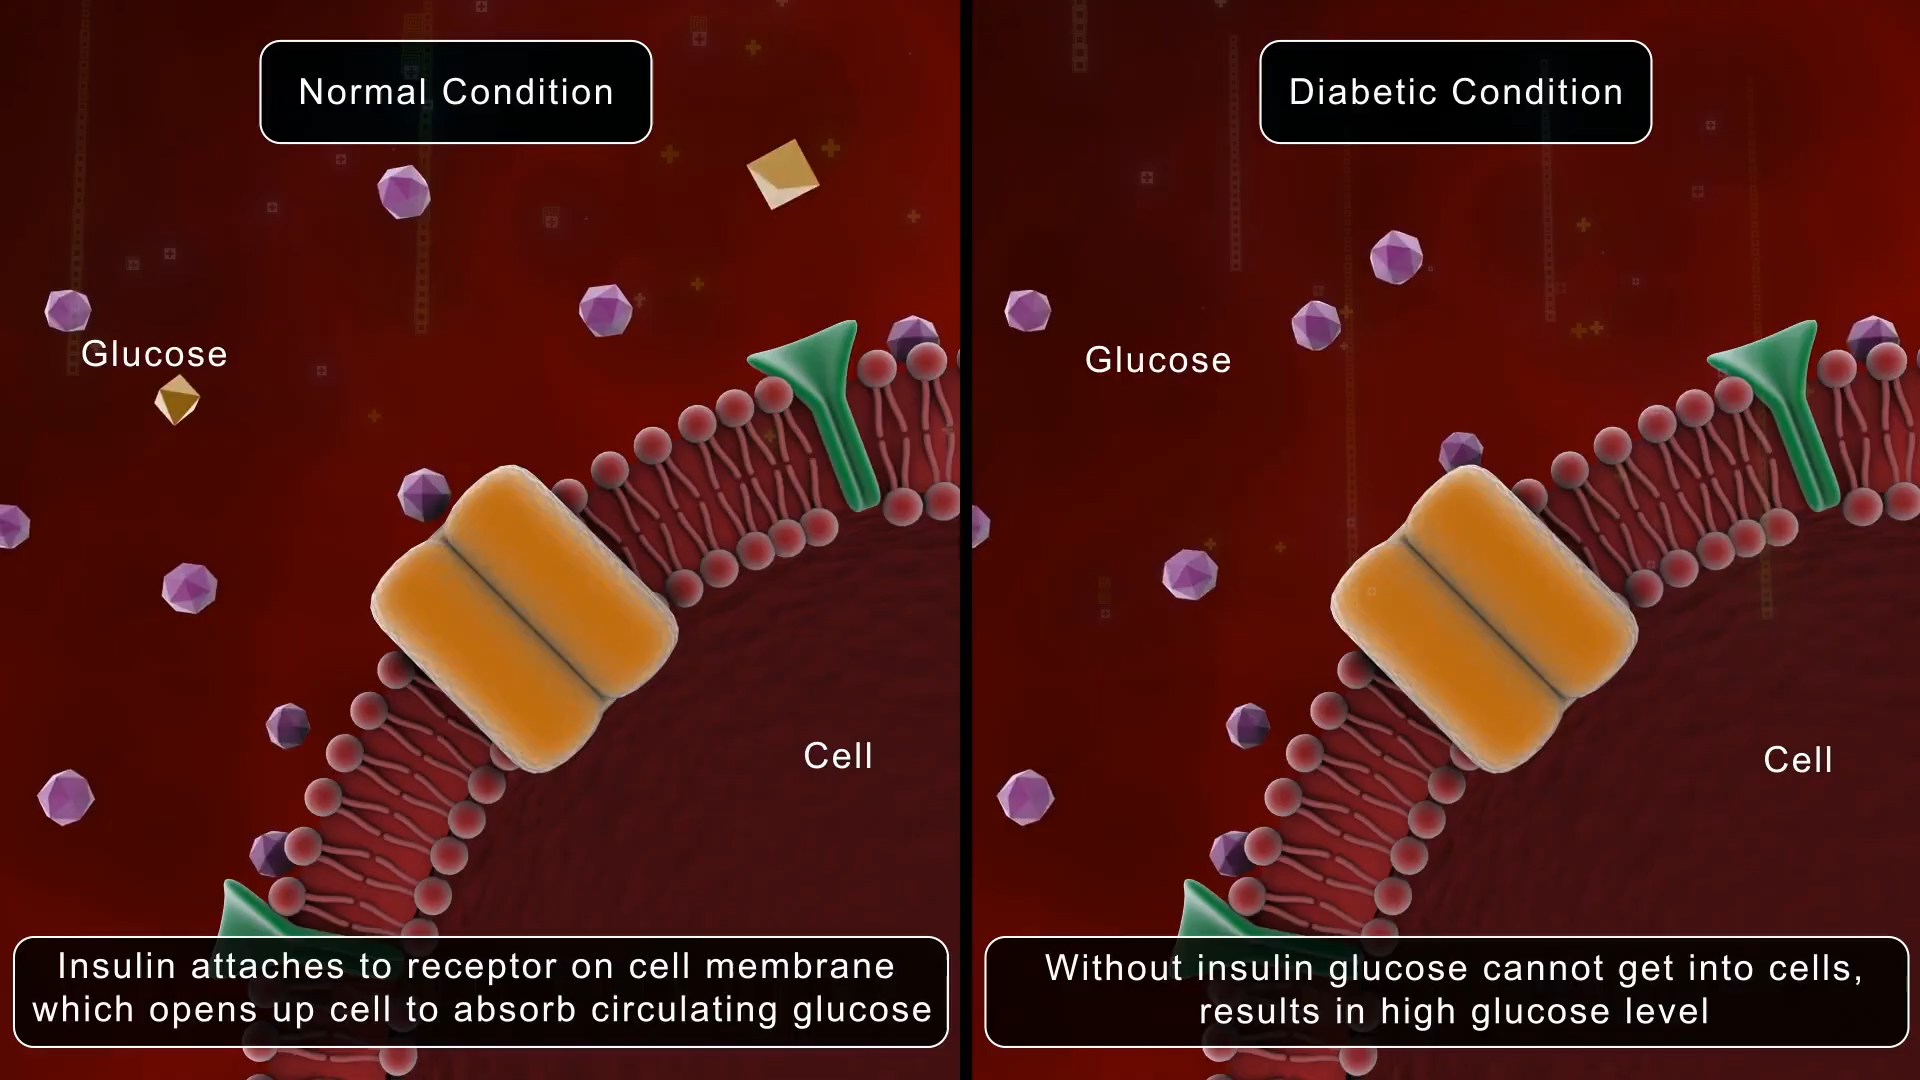 Normal Condition
Glucose
Cell
Insulin attaches to receptor on cell membrane
which opens up cell to absorb circulating glucose
Diabetic Condition
Glucose
Cell
Without insulin glucose cannot get into cells,
results in high glucose level